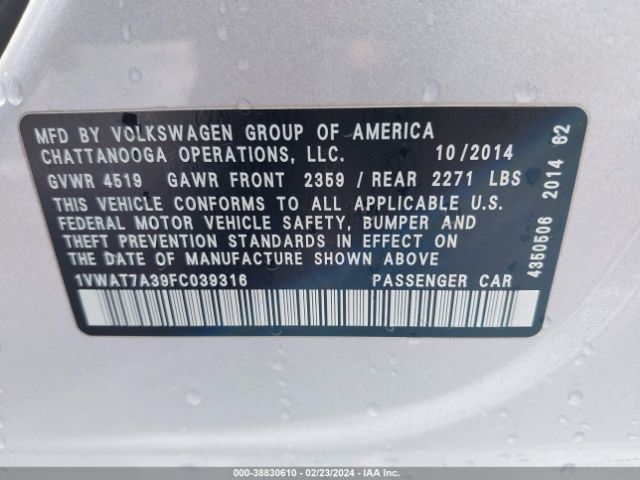 MFD BY VOLKSWAGEN GROUP OF AMERICA
CHATTANOOGA OPERATIONS, LLC. 10/2014
GVWR 4519 GAWR FRONT 2359 / REAR 2271 LBS
THIS VEHICLE CONFORMS TO ALL APPLICABLE U.S.
FEDERAL MOTOR VEHICLE SAFETY, BUMPER AND
THEFT PREVENTION STANDARDS IN EFFECT ON
THE DATE OF MANUFACTURE SHOWN ABOVE
1VWAT7A39FC039316 PASSENGER CAR
4350506 2014 62
000-38830610 - 02/23/2024 - IAA Inc.